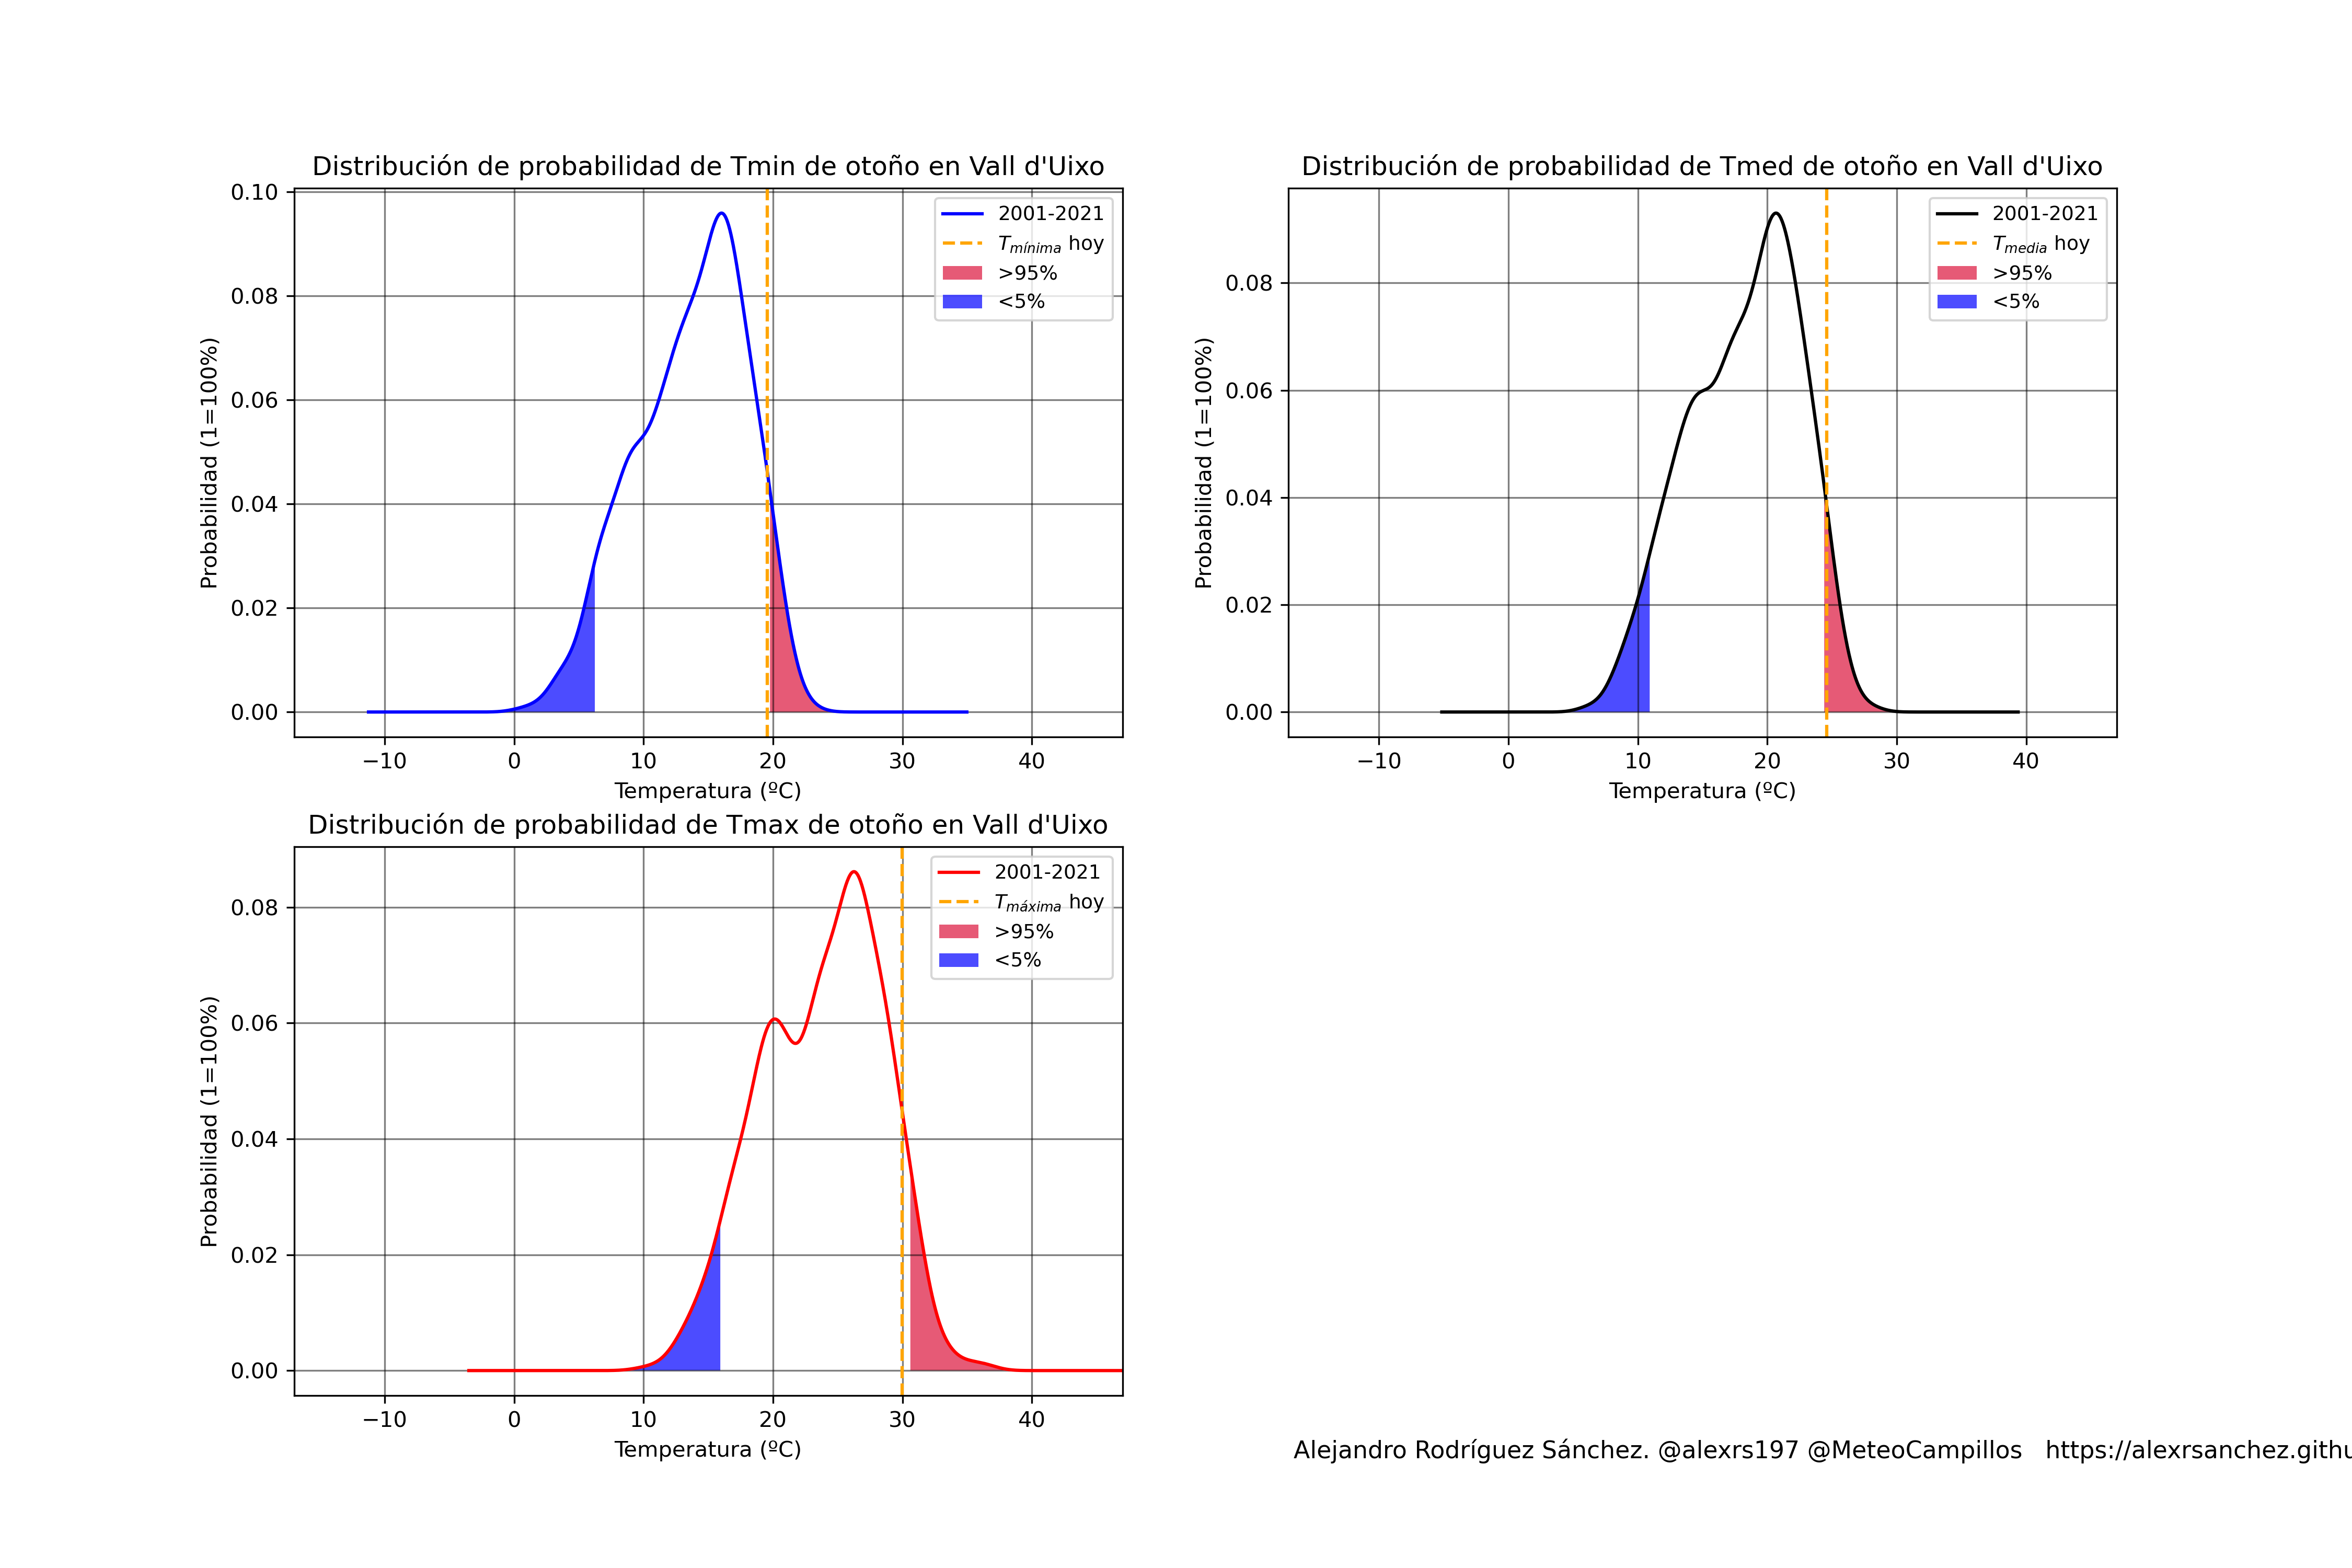 Distribución de probabilidad de Tmin de otoño en Vall d'Uixo
Probabilidad (1=100%)
0.10
0.08
0.06
0.04
0.02
0.00
2001-2021
Tmínima hoy
>95%
<5%
−10 0 10 20 30 40
Temperatura (ºC)
Distribución de probabilidad de Tmed de otoño en Vall d'Uixo
Probabilidad (1=100%)
0.08
0.06
0.04
0.02
0.00
2001-2021
Tmedia hoy
>95%
<5%
−10 0 10 20 30 40
Temperatura (ºC)
Distribución de probabilidad de Tmax de otoño en Vall d'Uixo
Probabilidad (1=100%)
0.08
0.06
0.04
0.02
0.00
2001-2021
Tmáxima hoy
>95%
<5%
−10 0 10 20 30 40
Temperatura (ºC)
Alejandro Rodríguez Sánchez. @alexrs197 @MeteoCampillos https://alexrsanchez.githu